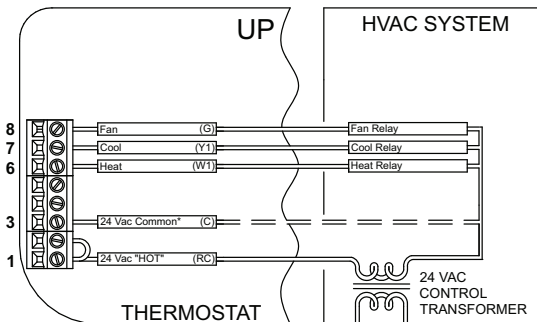 UP
HVAC SYSTEM
8 Fan (G) Fan Relay
7 Cool (Y1) Cool Relay
6 Heat (W1) Heat Relay
3 24 Vac Common* (C)
1 24 Vac "HOT" (RC)
24 VAC
CONTROL
TRANSFORMER
THERMOSTAT